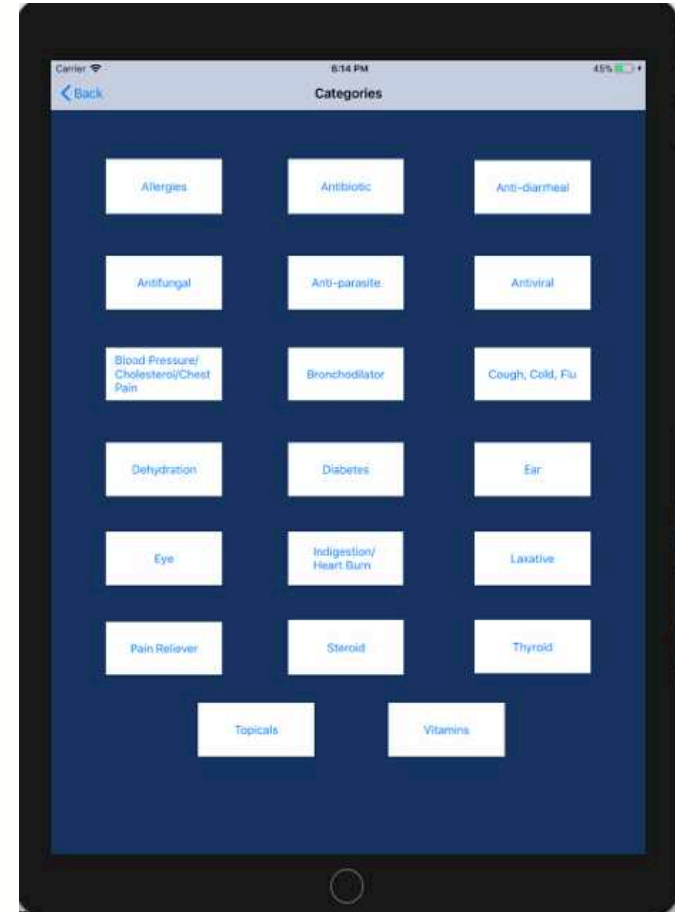 Carrier 6:14 PM 45%
Back Categories
Allergies Antibiotic Anti-diarrheal
Antifungal Anti-parasite Antiviral
Blood Pressure/
Cholesterol/Chest
Pain
Bronchodilator Cough, Cold, Flu
Dehydration Diabetes Ear
Eye
Indigestion/
Heart Burn
Laxative
Pain Reliever Steroid Thyroid
Topicals Vitamins